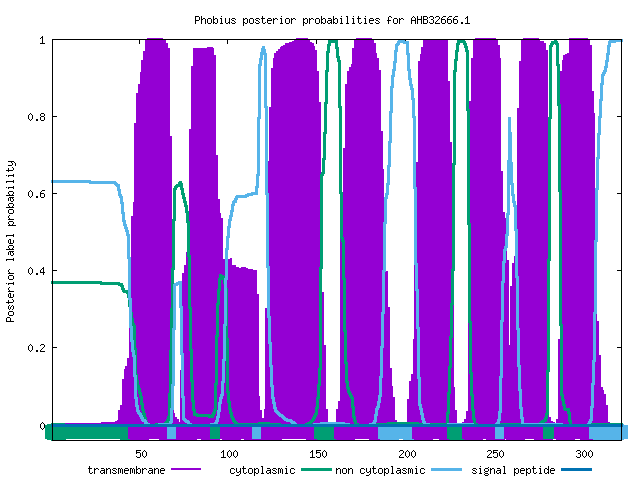 Phobius posterior probabilities for AHB32666.1
1
0.8
0.6
0.4
0.2
0
Posterior label probability
50 100 150 200 250 300
transmembrane cytoplasmic non cytoplasmic signal peptide